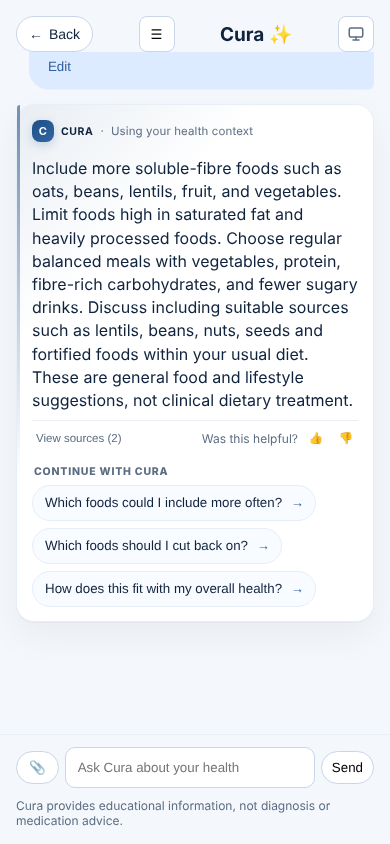 ← Back
☰
Cura ✨
Edit
C CURA · Using your health context
Include more soluble-fibre foods such as
oats, beans, lentils, fruit, and vegetables.
Limit foods high in saturated fat and
heavily processed foods. Choose regular
balanced meals with vegetables, protein,
fibre-rich carbohydrates, and fewer sugary
drinks. Discuss including suitable sources
such as lentils, beans, nuts, seeds and
fortified foods within your usual diet.
These are general food and lifestyle
suggestions, not clinical dietary treatment.
View sources (2)
Was this helpful? 👍 👎
CONTINUE WITH CURA
Which foods could I include more often? →
Which foods should I cut back on? →
How does this fit with my overall health? →
Ask Cura about your health
Send
Cura provides educational information, not diagnosis or
medication advice.